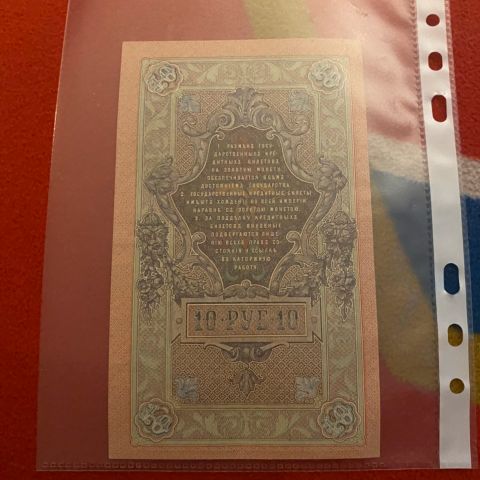 1. РАЗМѢНЪ ГОСУ-
ДАРСТВЕННЫХЪ КРЕ-
ДИТНЫХЪ БИЛЕТОВЪ
НА ЗОЛОТУЮ МОНЕТУ
ОБЕЗПЕЧИВАЕТСЯ ВСѢМЪ
ДОСТОЯНІЕМЪ ГОСУДАРСТВА.
2. ГОСУДАРСТВЕННЫЕ КРЕДИТНЫЕ БИЛЕТЫ
ИМѢЮТЪ ХОЖДЕНІЕ ВО ВСЕЙ ИМПЕРІИ
НАРАВНѢ СЪ ЗОЛОТОЮ МОНЕТОЮ.
3. ЗА ПОДДѢЛКУ КРЕДИТНЫХЪ
БИЛЕТОВЪ ВИНОВНЫЕ
ПОДВЕРГАЮТСЯ ЛИШЕ-
НІЮ ВСѢХЪ ПРАВЪ СО-
СТОЯНІЯ И ССЫЛКѢ
ВЪ КАТОРЖНУЮ
РАБОТУ.
10·РУБ·10